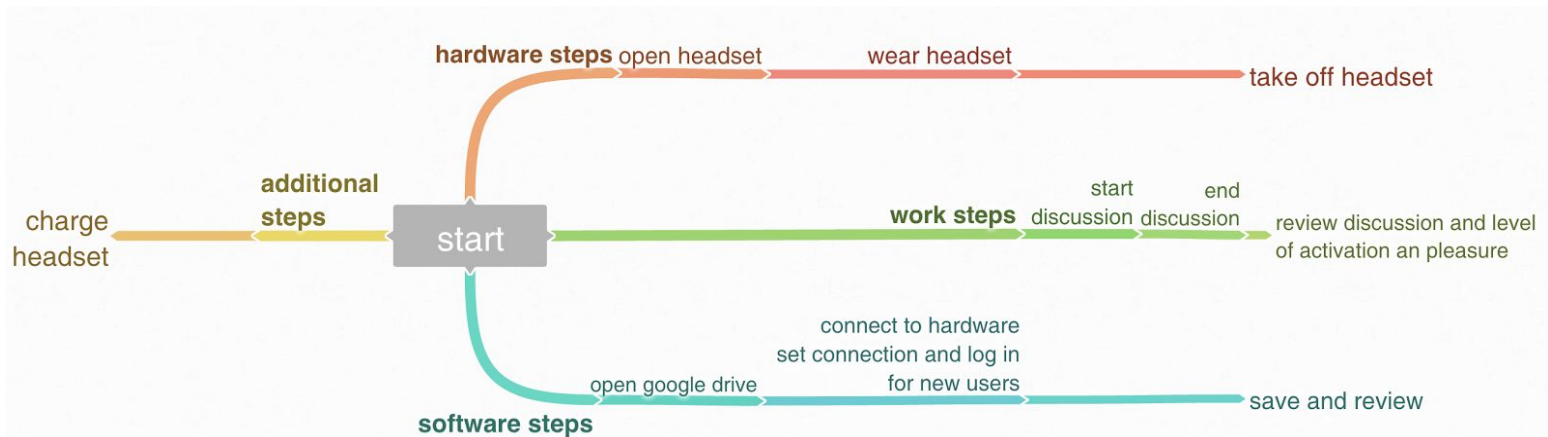 hardware steps
open headset
wear headset
take off headset
additional
steps
charge
headset
start
work steps
start
discussion
end
discussion
review discussion and level
of activation an pleasure
connect to hardware
set connection and log in
for new users
open google drive
software steps
save and review